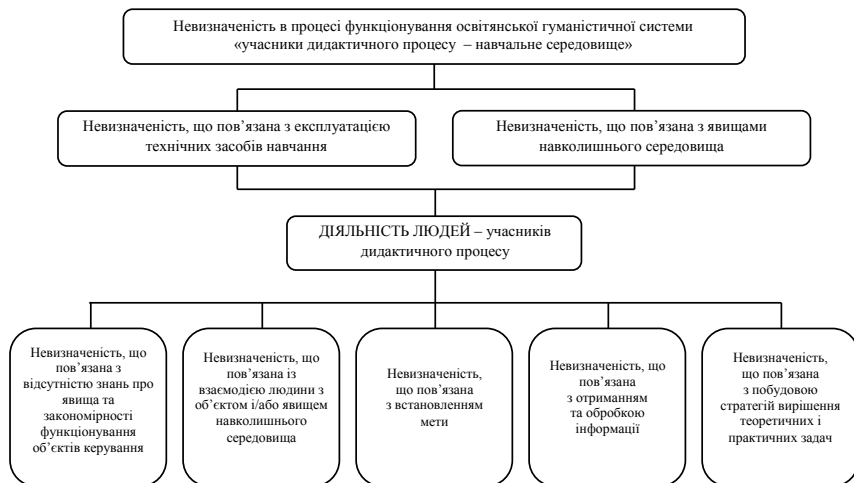 Невизначеність в процесі функціонування освітянської гуманістичної системи
«учасники дидактичного процесу – навчальне середовище»
Невизначеність, що пов’язана з експлуатацією
технічних засобів навчання
Невизначеність, що пов’язана з явищами
навколишнього середовища
ДІЯЛЬНІСТЬ ЛЮДЕЙ – учасників
дидактичного процесу
Невизначеність, що
пов’язана з
відсутністю знань про
явища та
закономірності
функціонування
об’єктів керування
Невизначеність, що
пов’язана із
взаємодією людини з
об’єктом і/або явищем
навколишнього
середовища
Невизначеність,
що пов’язана
з встановленням
мети
Невизначеність, що
пов’язана
з отриманням
та обробкою
інформації
Невизначеність,
що пов’язана
з побудовою
стратегій вирішення
теоретичних і
практичних задач